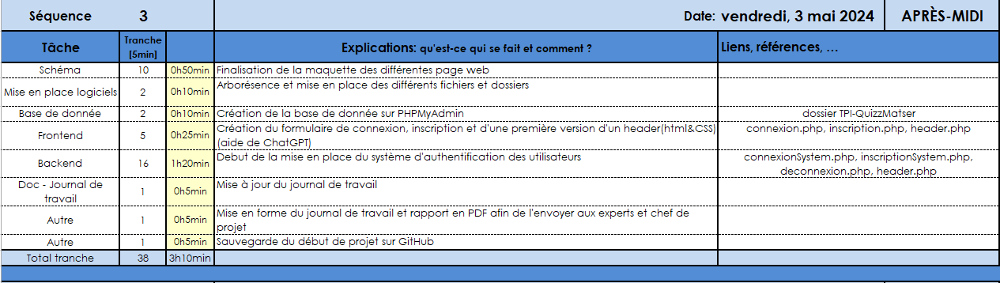 Séquence 3 Date: vendredi, 3 mai 2024 APRÈS-MIDI
Tâche Tranche [5min] Explications: qu'est-ce qui se fait et comment ? Liens, références, …
Schéma 10 0h50min Finalisation de la maquette des différentes page web
Mise en place logiciels 2 0h10min Arborésence et mise en place des différents fichiers et dossiers
Base de donnée 2 0h10min Création de la base de donnée sur PHPMyAdmin dossier TPI-QuizzMatser
Frontend 5 0h25min Création du formulaire de connexion, inscription et d'une première version d'un header(html&CSS) (aide de ChatGPT) connexion.php, inscription.php, header.php
Backend 16 1h20min Debut de la mise en place du système d'authentification des utilisateurs connexionSystem.php, inscriptionSystem.php, deconnexion.php, header.php
Doc - Journal de travail 1 0h5min Mise à jour du journal de travail
Autre 1 0h5min Mise en forme du journal de travail et rapport en PDF afin de l'envoyer aux experts et chef de projet
Autre 1 0h5min Sauvegarde du début de projet sur GitHub
Total tranche 38 3h10min